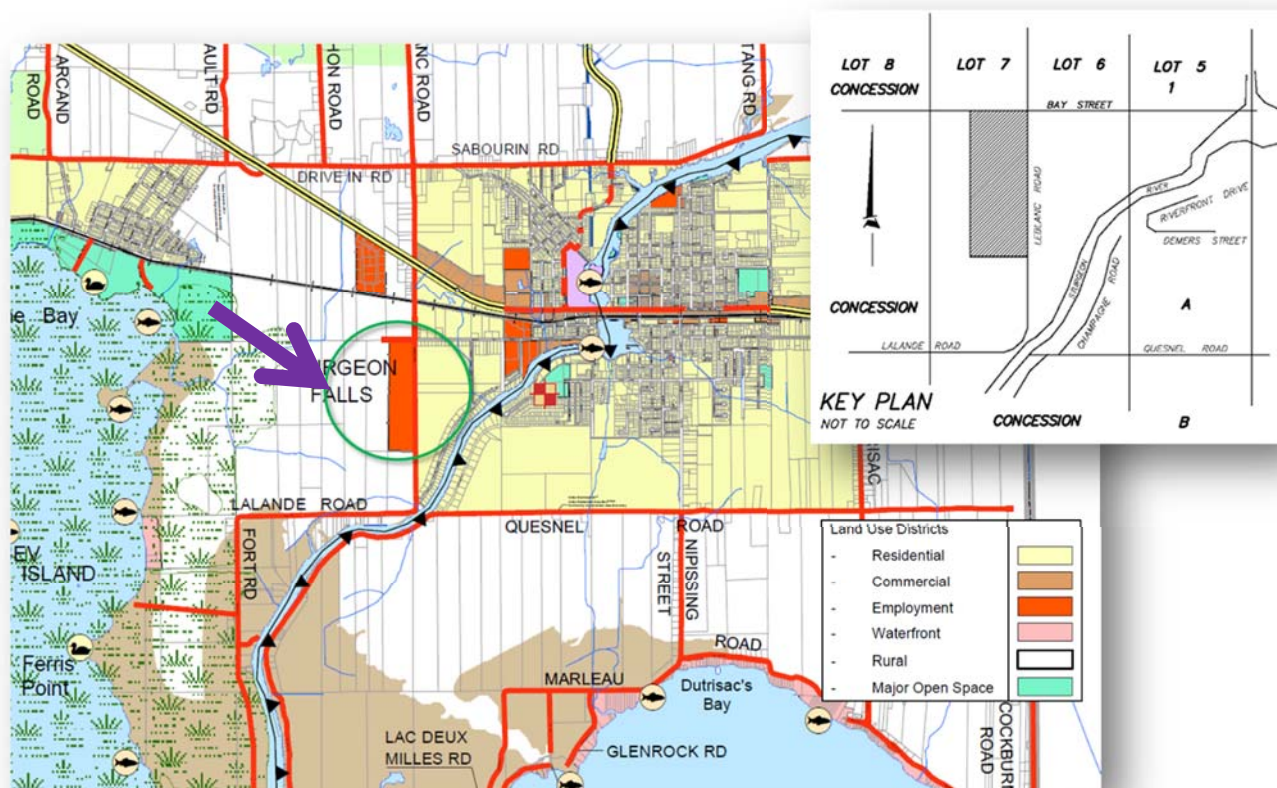 ARCAND
ROAD
AULT RD
HON ROAD
NC ROAD
TANG RD
SABOURIN RD
DRIVE IN RD
e Bay
RGEON
FALLS
LALANDE ROAD
QUESNEL ROAD
ISAC
FORT RD
NIPISSING
STREET
EV
ISLAND
Ferris
Point
ROAD
MARLEAU
Dutrisac's
Bay
LAC DEUX
MILLES RD
GLENROCK RD
COCKBUR
ROAD
LOT 8
LOT 7
LOT 6
LOT 5
CONCESSION
1
BAY STREET
LEBLANC ROAD
RIVER
RIVERFRONT DRIVE
DEMERS STREET
STURGEON
CHAMPAGNE ROAD
CONCESSION
A
LALANDE ROAD
QUESNEL ROAD
KEY PLAN
NOT TO SCALE
CONCESSION
B
Land Use Districts
- Residential
- Commercial
- Employment
- Waterfront
- Rural
- Major Open Space